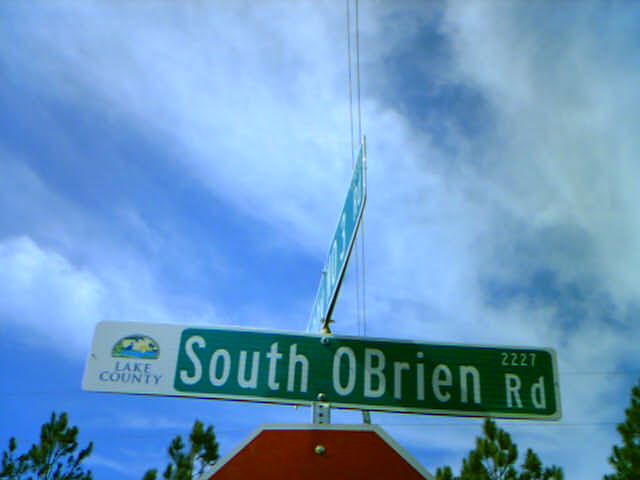 LAKE
COUNTY
South OBrien Rd
2227